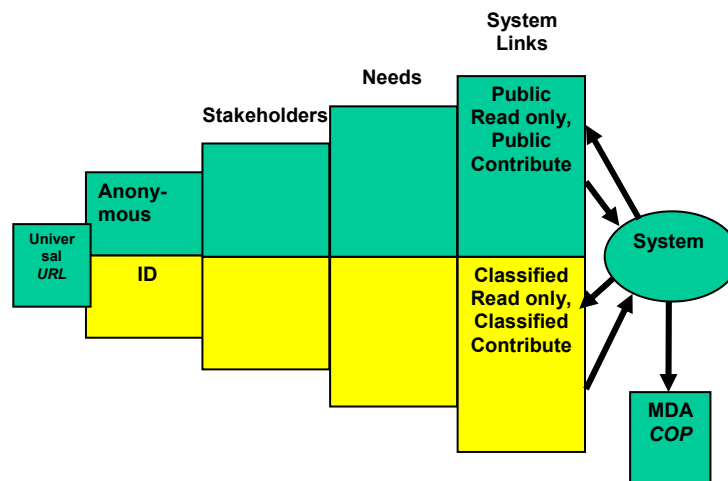 System
Links
Needs
Stakeholders
Public
Read only,
Public
Contribute
Anony-
mous
Univer
sal
URL
ID
System
Classified
Read only,
Classified
Contribute
MDA
COP